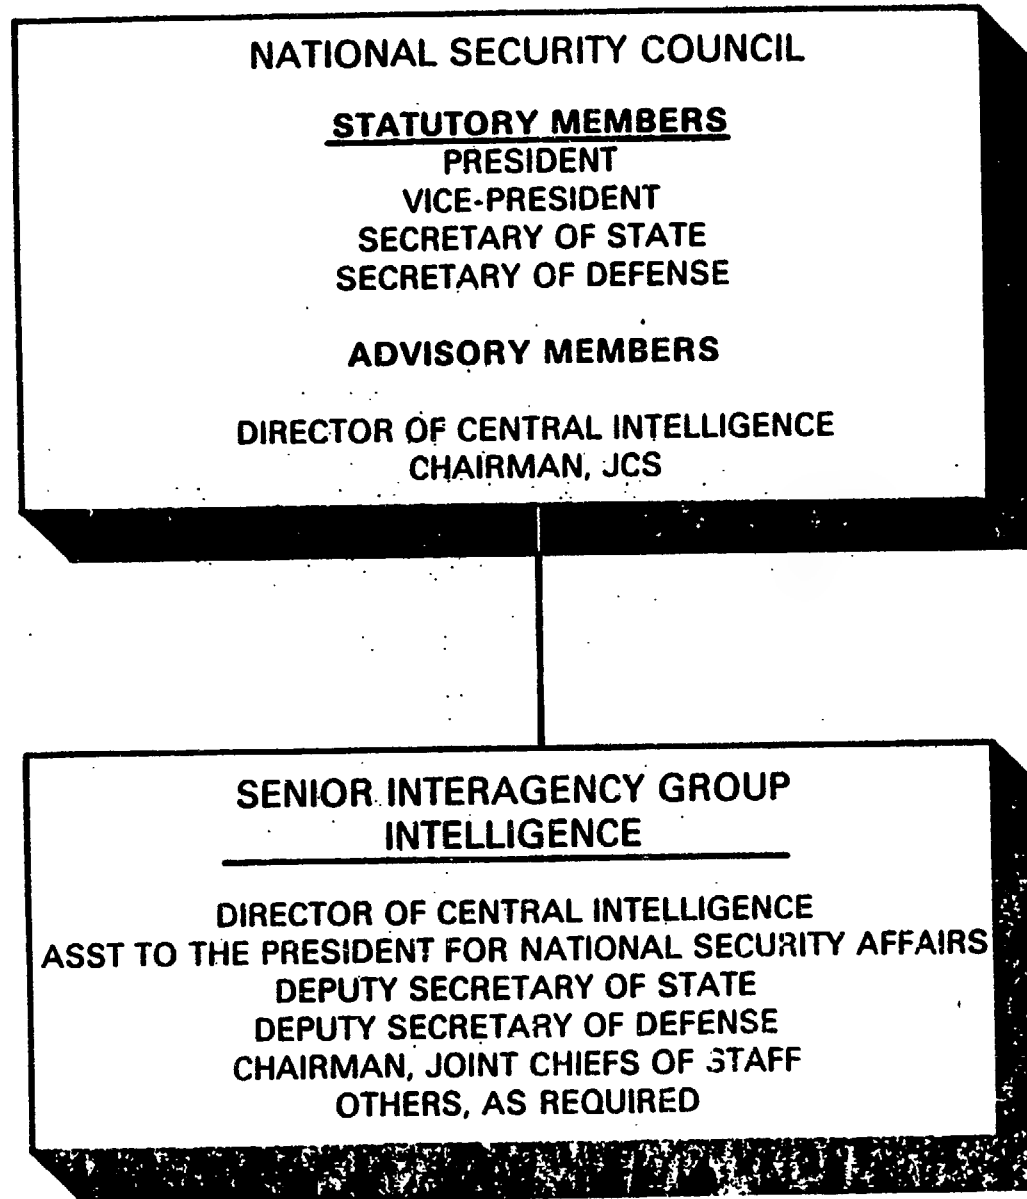 NATIONAL SECURITY COUNCIL
STATUTORY MEMBERS
PRESIDENT
VICE-PRESIDENT
SECRETARY OF STATE
SECRETARY OF DEFENSE
ADVISORY MEMBERS
DIRECTOR OF CENTRAL INTELLIGENCE
CHAIRMAN, JCS
SENIOR INTERAGENCY GROUP
INTELLIGENCE
DIRECTOR OF CENTRAL INTELLIGENCE
ASST TO THE PRESIDENT FOR NATIONAL SECURITY AFFAIRS
DEPUTY SECRETARY OF STATE
DEPUTY SECRETARY OF DEFENSE
CHAIRMAN, JOINT CHIEFS OF STAFF
OTHERS, AS REQUIRED